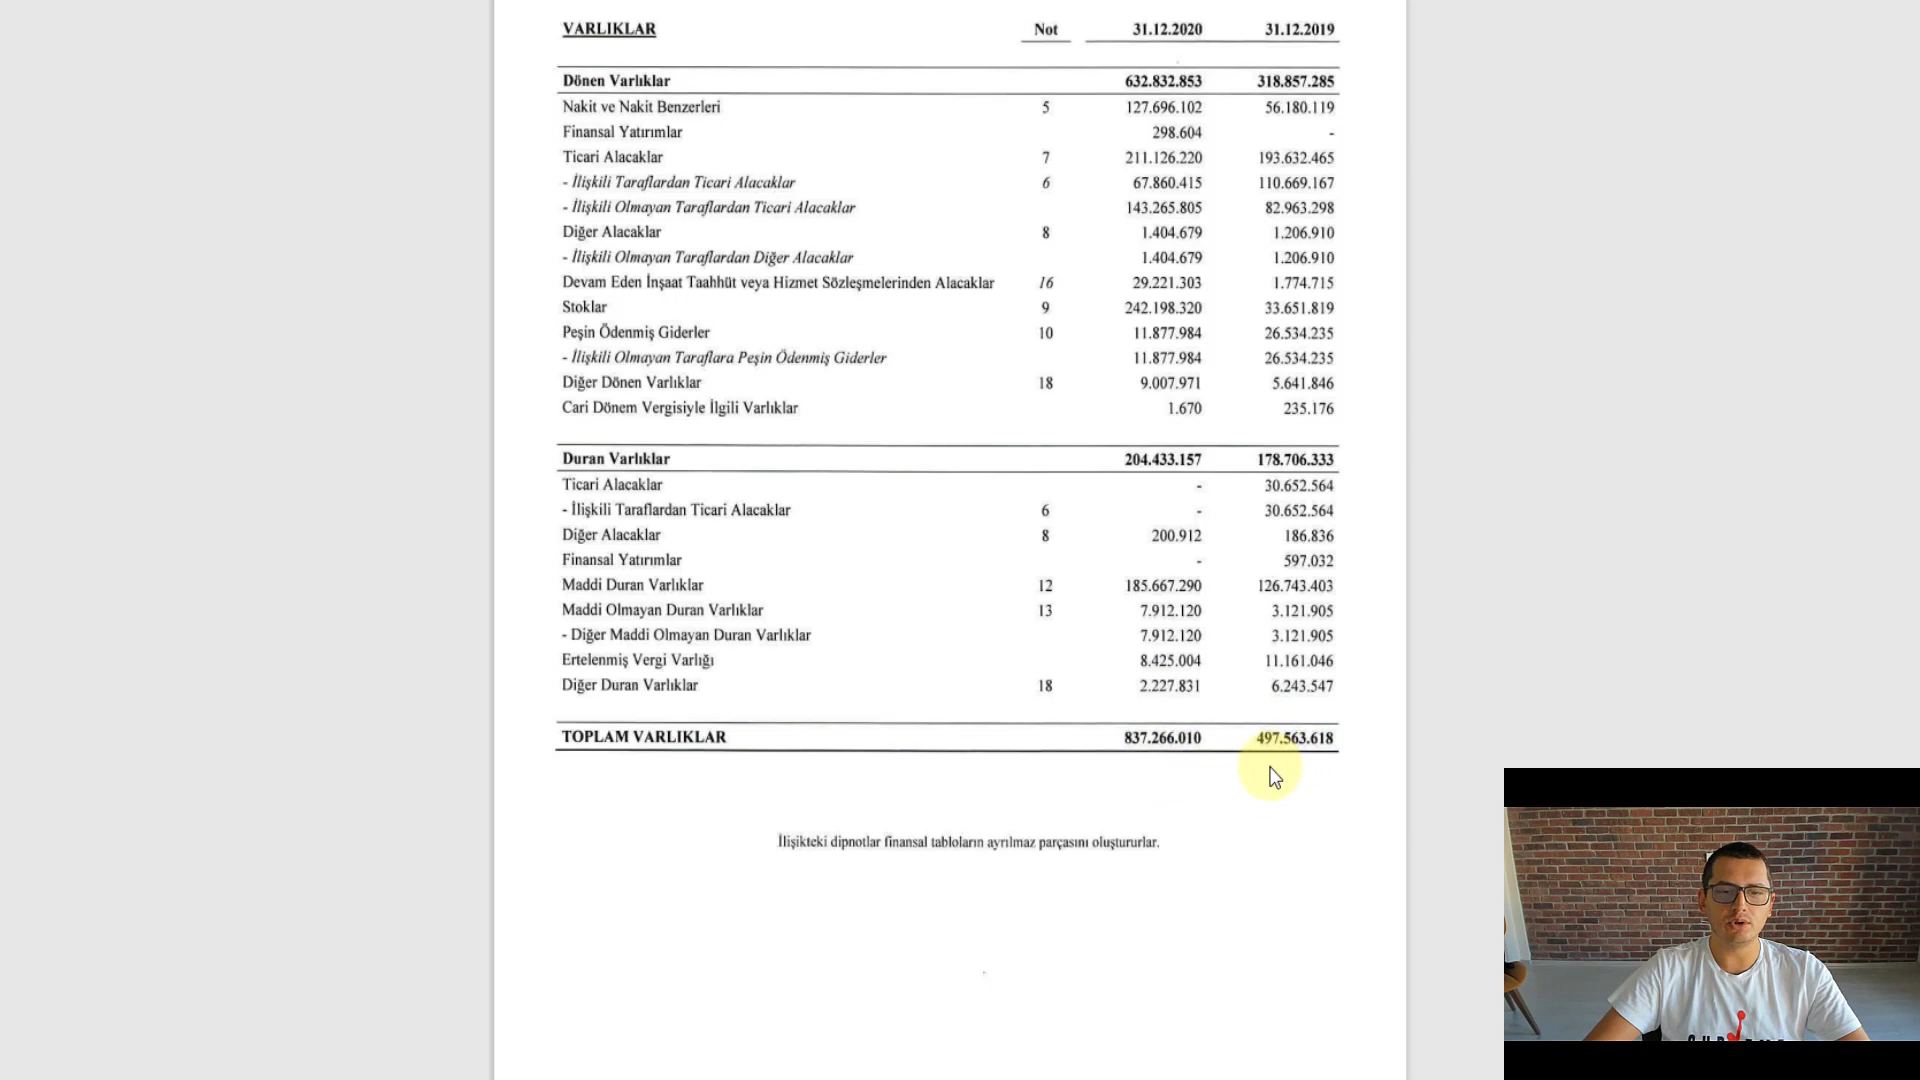 VARLIKLAR Not 31.12.2020 31.12.2019
Dönen Varlıklar 632.832.853 318.857.285
Nakit ve Nakit Benzerleri 5 127.696.102 56.180.119
Finansal Yatırımlar 298.604 -
Ticari Alacaklar 7 211.126.220 193.632.465
- İlişkili Taraflardan Ticari Alacaklar 6 67.860.415 110.669.167
- İlişkili Olmayan Taraflardan Ticari Alacaklar 143.265.805 82.963.298
Diğer Alacaklar 8 1.404.679 1.206.910
- İlişkili Olmayan Taraflardan Diğer Alacaklar 1.404.679 1.206.910
Devam Eden İnşaat Taahhüt veya Hizmet Sözleşmelerinden Alacaklar 16 29.221.303 1.774.715
Stoklar 9 242.198.320 33.651.819
Peşin Ödenmiş Giderler 10 11.877.984 26.534.235
- İlişkili Olmayan Taraflara Peşin Ödenmiş Giderler 11.877.984 26.534.235
Diğer Dönen Varlıklar 18 9.007.971 5.641.846
Cari Dönem Vergisiyle İlgili Varlıklar 1.670 235.176
Duran Varlıklar 204.433.157 178.706.333
Ticari Alacaklar - 30.652.564
- İlişkili Taraflardan Ticari Alacaklar 6 - 30.652.564
Diğer Alacaklar 8 200.912 186.836
Finansal Yatırımlar - 597.032
Maddi Duran Varlıklar 12 185.667.290 126.743.403
Maddi Olmayan Duran Varlıklar 13 7.912.120 3.121.905
- Diğer Maddi Olmayan Duran Varlıklar 7.912.120 3.121.905
Ertelenmiş Vergi Varlığı 8.425.004 11.161.046
Diğer Duran Varlıklar 18 2.227.831 6.243.547
TOPLAM VARLIKLAR 837.266.010 497.563.618
İlişikteki dipnotlar finansal tabloların ayrılmaz parçasını oluştururlar.